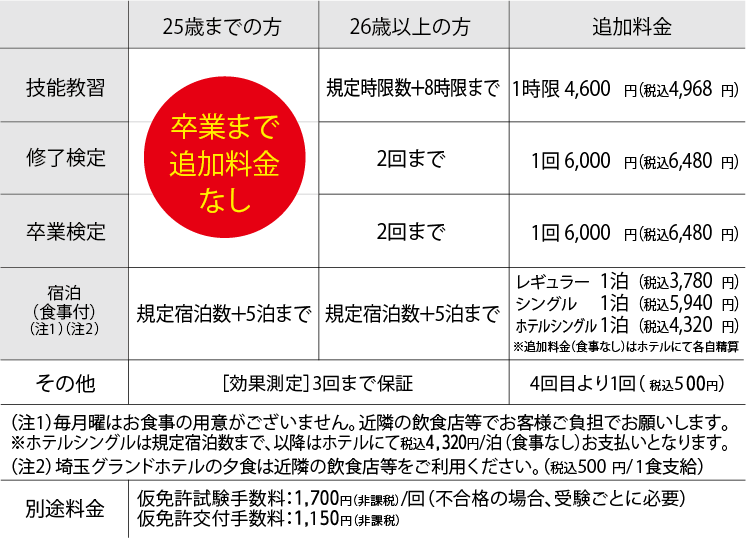 25歳までの方
26歳以上の方
追加料金
技能教習
規定時限数+8時限まで
1時限 4,600 円(税込4,968 円)
卒業まで
追加料金
なし
修了検定
2回まで
1回 6,000 円(税込6,480 円)
卒業検定
2回まで
1回 6,000 円(税込6,480 円)
宿泊
(食事付)
(注1)(注2)
規定宿泊数+5泊まで
規定宿泊数+5泊まで
レギュラー 1泊 (税込3,780 円)
シングル 1泊 (税込5,940 円)
ホテルシングル 1泊 (税込4,320 円)
※追加料金(食事なし)はホテルにて各自精算
その他
[効果測定]3回まで保証
4回目より1回( 税込500円)
(注1)毎月曜はお食事の用意がございません。近隣の飲食店等でお客様ご負担でお願いします。
※ホテルシングルは規定宿泊数まで、以降はホテルにて税込4,320円/泊(食事なし)お支払いとなります。
(注2)埼玉グランドホテルの夕食は近隣の飲食店等をご利用ください。(税込500 円/1食支給)
別途料金
仮免許試験手数料:1,700円(非課税)/回(不合格の場合、受験ごとに必要)
仮免許交付手数料:1,150円(非課税)